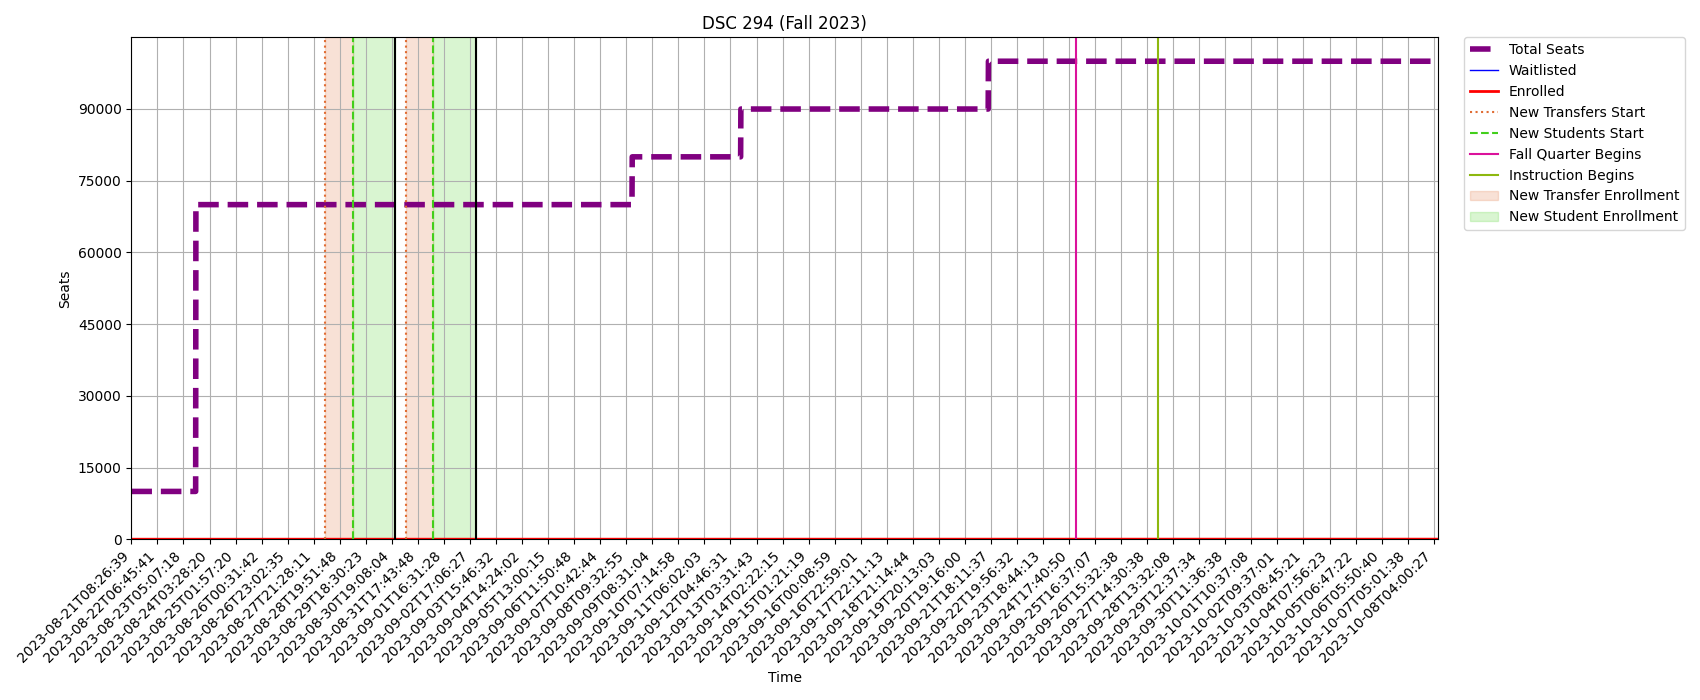 DSC 294 (Fall 2023)
Total Seats
Waitlisted
Enrolled
New Transfers Start
New Students Start
Fall Quarter Begins
Instruction Begins
New Transfer Enrollment
New Student Enrollment
Seats
90000
75000
60000
45000
30000
15000
0
2023-08-21T08:26:39
2023-08-22T06:45:41
2023-08-23T05:07:18
2023-08-24T03:28:20
2023-08-25T01:57:20
2023-08-26T00:31:42
2023-08-26T23:02:35
2023-08-27T21:28:11
2023-08-28T19:51:48
2023-08-29T18:30:23
2023-08-30T19:08:04
2023-08-31T17:43:48
2023-09-01T16:31:28
2023-09-02T17:06:27
2023-09-03T15:46:32
2023-09-04T14:24:02
2023-09-05T13:00:15
2023-09-06T11:50:48
2023-09-07T10:42:44
2023-09-08T09:32:55
2023-09-09T08:31:04
2023-09-10T07:14:58
2023-09-11T06:02:03
2023-09-12T04:46:31
2023-09-13T03:31:43
2023-09-14T02:22:15
2023-09-15T01:21:19
2023-09-16T00:08:59
2023-09-16T22:59:01
2023-09-17T22:11:13
2023-09-18T21:14:44
2023-09-19T20:13:03
2023-09-20T19:16:00
2023-09-21T18:11:37
2023-09-22T19:56:32
2023-09-23T18:44:13
2023-09-24T17:40:50
2023-09-25T16:37:07
2023-09-26T15:32:38
2023-09-27T14:30:38
2023-09-28T13:32:08
2023-09-29T12:37:34
2023-09-30T11:36:38
2023-10-01T10:37:08
2023-10-02T09:37:01
2023-10-03T08:45:21
2023-10-04T07:56:23
2023-10-05T06:47:22
2023-10-06T05:50:40
2023-10-07T05:01:38
2023-10-08T04:00:27
Time